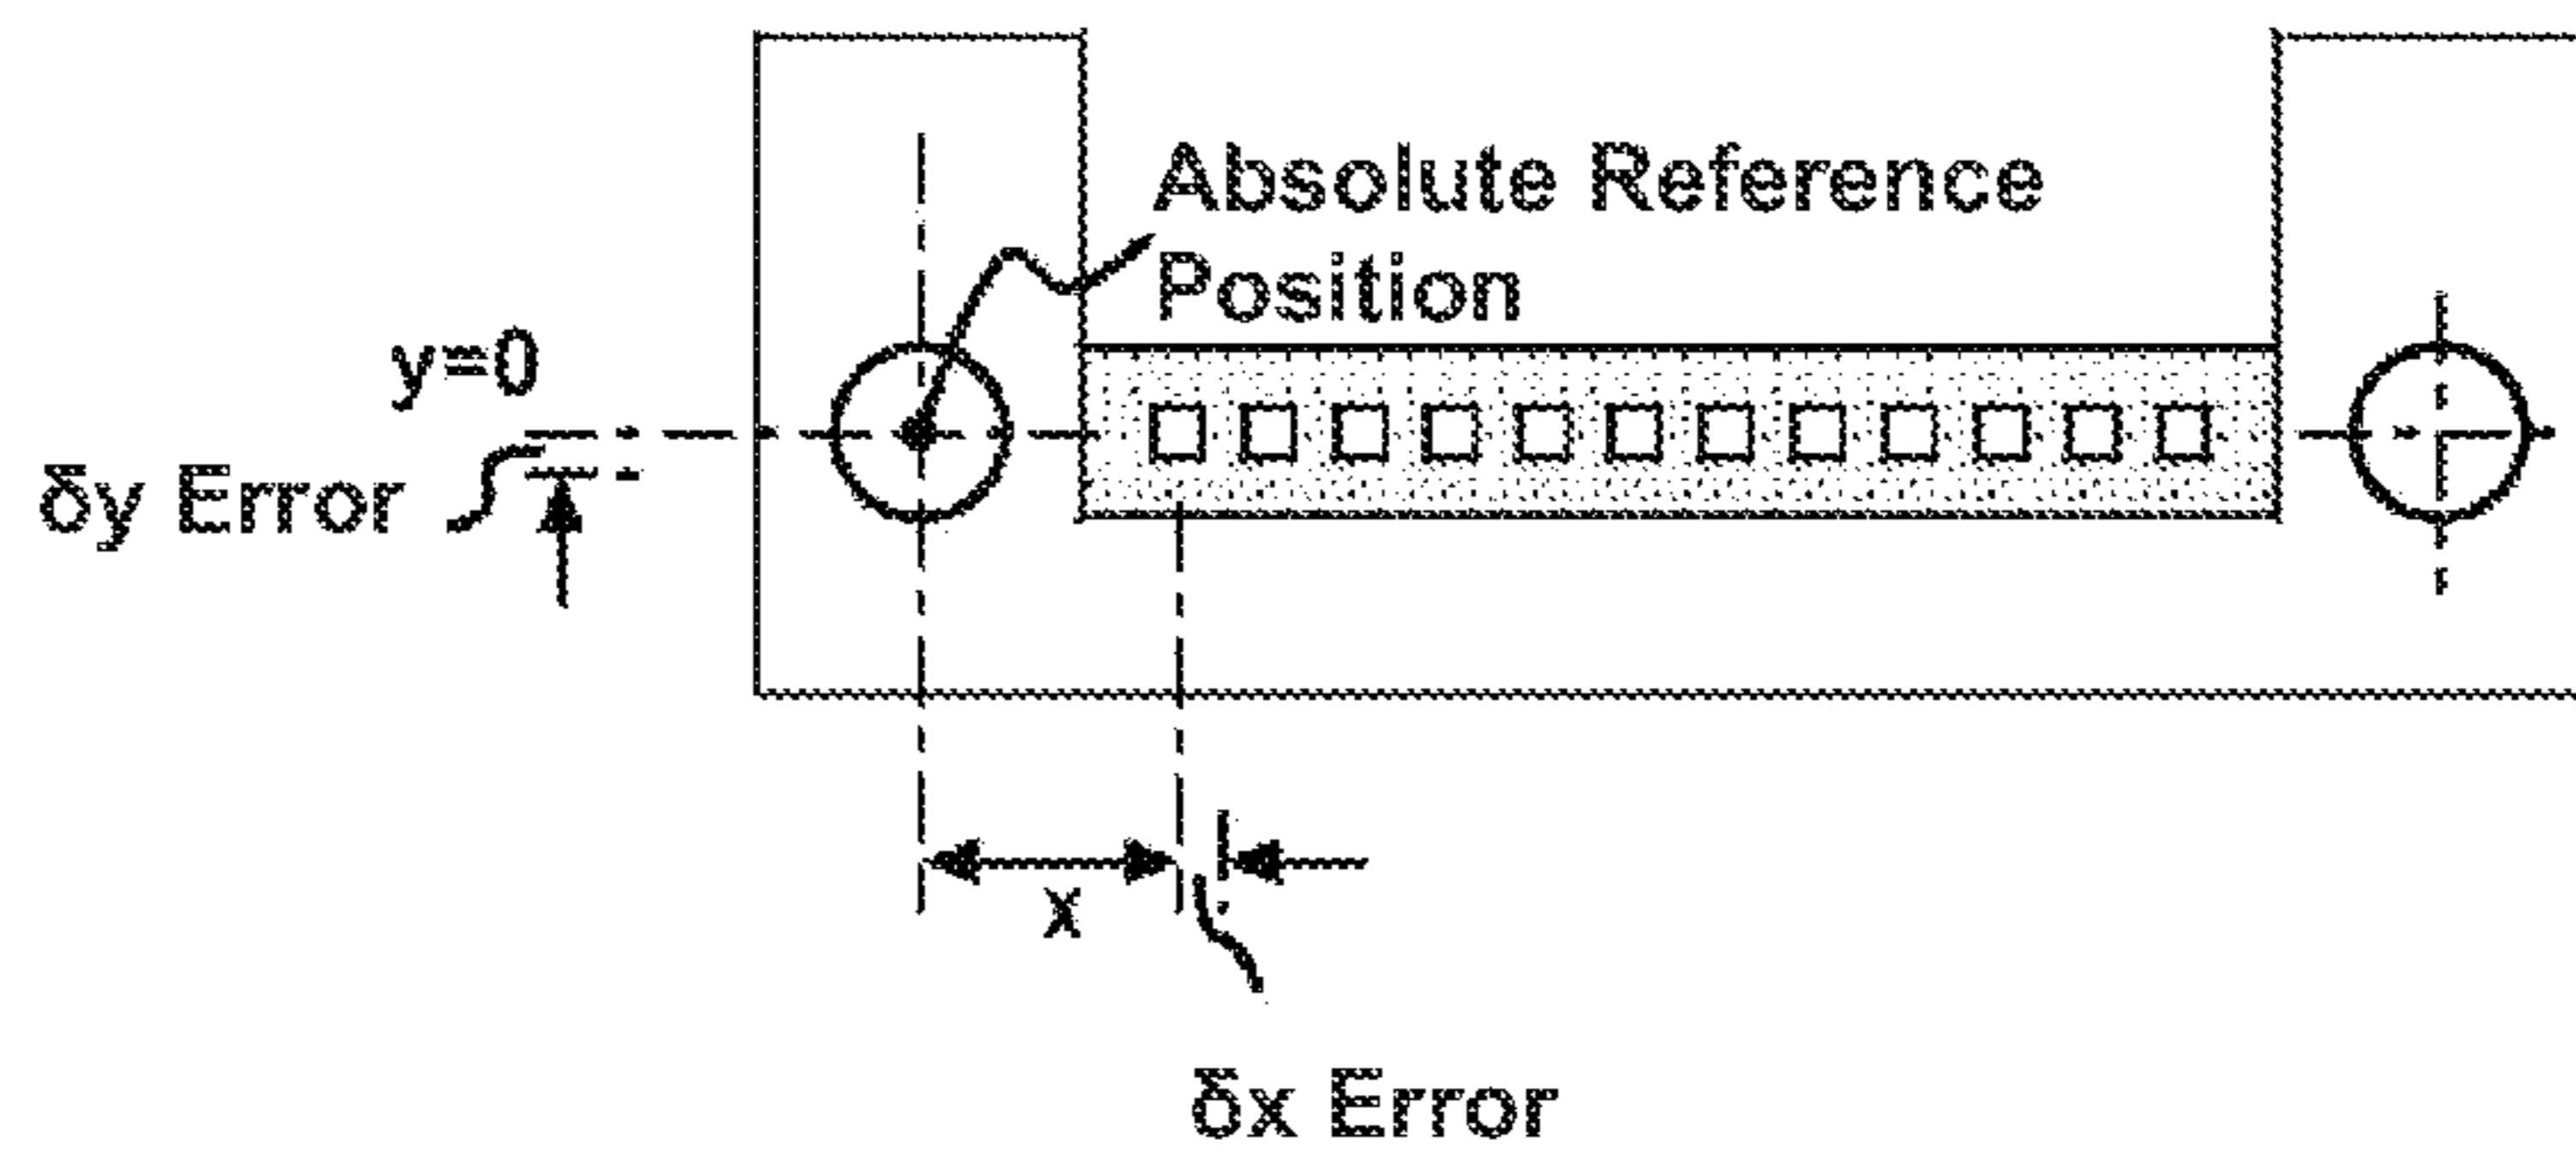 Absolute Reference
Position
y=0
δy Error
x
δx Error